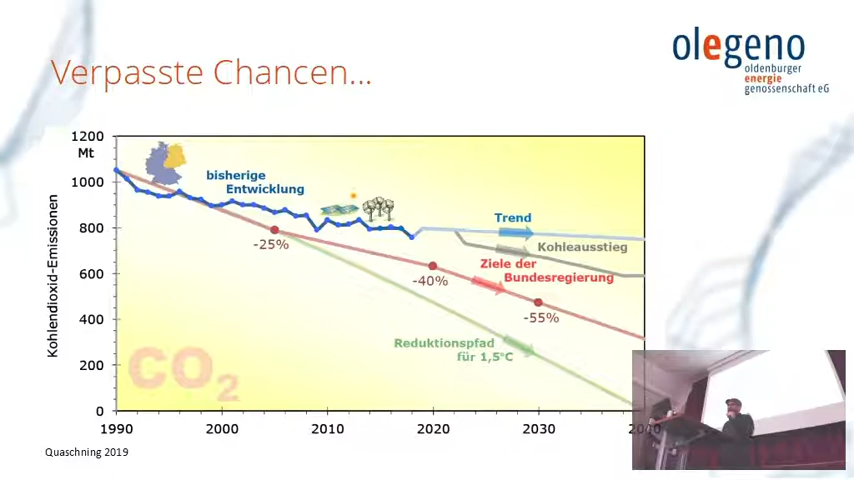 Verpasste Chancen...
olegeno
oldenburger
energie
genossenschaft eG
1200
Mt
1000
800
600
400
200
0
Kohlendioxid-Emissionen
bisherige
Entwicklung
Trend
Kohleausstieg
Ziele der
Bundesregierung
-25%
-40%
-55%
Reduktionspfad
für 1,5°C
CO2
1990
2000
2010
2020
2030
2040
Quaschning 2019